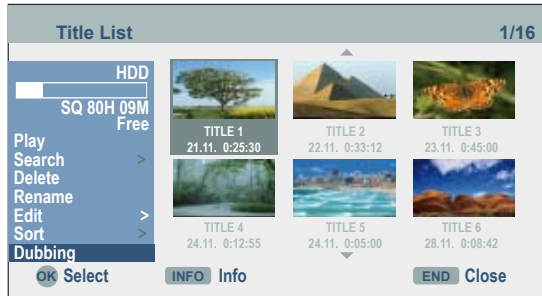 Title List 1/16
HDD
SQ 80H 09M
Free
Play
Search >
Delete
Rename
Edit >
Sort >
Dubbing
TITLE 1
21.11. 0:25:30
TITLE 2
22.11. 0:33:12
TITLE 3
23.11. 0:45:00
TITLE 4
24.11. 0:12:55
TITLE 5
24.11. 0:05:00
TITLE 6
28.11. 0:08:42
OK Select INFO Info END Close